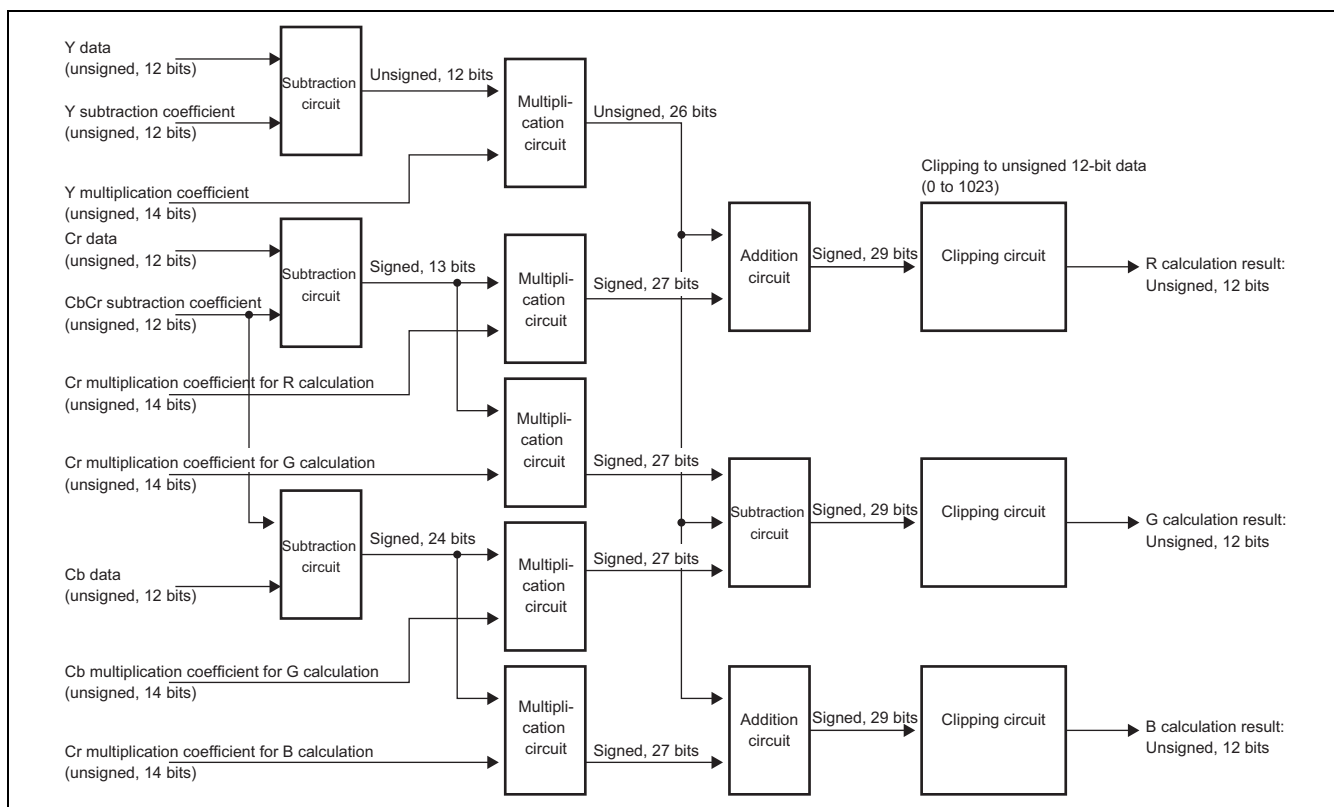 Y data
(unsigned, 12 bits)
Y subtraction coefficient
(unsigned, 12 bits)
Subtraction
circuit
Unsigned, 12 bits
Multipli-
cation
circuit
Unsigned, 26 bits
Y multiplication coefficient
(unsigned, 14 bits)
Cr data
(unsigned, 12 bits)
CbCr subtraction coefficient
(unsigned, 12 bits)
Subtraction
circuit
Signed, 13 bits
Multipli-
cation
circuit
Signed, 27 bits
Addition
circuit
Signed, 29 bits
Clipping to unsigned 12-bit data
(0 to 1023)
Clipping circuit
R calculation result:
Unsigned, 12 bits
Cr multiplication coefficient for R calculation
(unsigned, 14 bits)
Multipli-
cation
circuit
Cr multiplication coefficient for G calculation
(unsigned, 14 bits)
Signed, 27 bits
Subtraction
circuit
Signed, 24 bits
Cb data
(unsigned, 12 bits)
Multipli-
cation
circuit
Signed, 27 bits
Subtraction
circuit
Signed, 29 bits
Clipping circuit
G calculation result:
Unsigned, 12 bits
Cb multiplication coefficient for G calculation
(unsigned, 14 bits)
Multipli-
cation
circuit
Cr multiplication coefficient for B calculation
(unsigned, 14 bits)
Signed, 27 bits
Addition
circuit
Signed, 29 bits
Clipping circuit
B calculation result:
Unsigned, 12 bits